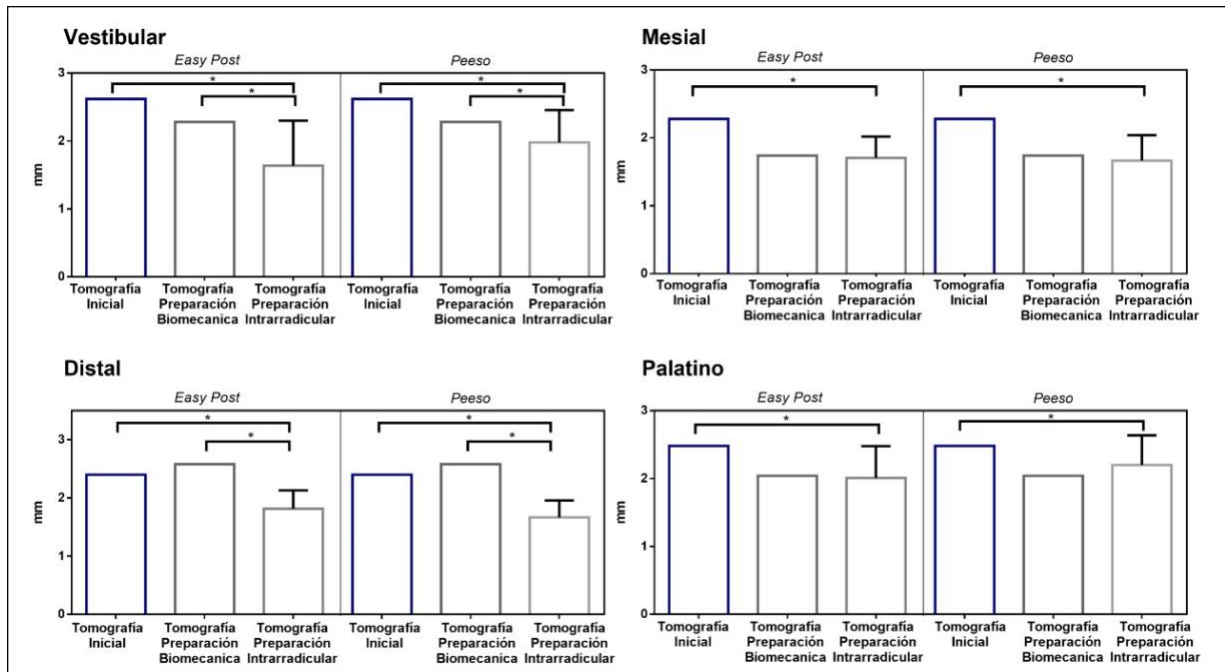 Vestibular
Easy Post
Peeso
*
*
*
*
3
2
1
0
mm
Tomografía Inicial
Tomografía Preparación Biomecanica
Tomografía Preparación Intrarradicular
Tomografía Inicial
Tomografía Preparación Biomecanica
Tomografía Preparación Intrarradicular
Mesial
Easy Post
Peeso
*
*
3
2
1
0
mm
Tomografía Inicial
Tomografía Preparación Biomecanica
Tomografía Preparación Intrarradicular
Tomografía Inicial
Tomografía Preparación Biomecanica
Tomografía Preparación Intrarradicular
Distal
Easy Post
Peeso
*
*
*
*
3
2
1
0
mm
Tomografía Inicial
Tomografía Preparación Biomecanica
Tomografía Preparación Intrarradicular
Tomografía Inicial
Tomografía Preparación Biomecanica
Tomografía Preparación Intrarradicular
Palatino
Easy Post
Peeso
*
*
3
2
1
0
mm
Tomografía Inicial
Tomografía Preparación Biomecanica
Tomografía Preparación Intrarradicular
Tomografía Inicial
Tomografía Preparación Biomecanica
Tomografía Preparación Intrarradicular